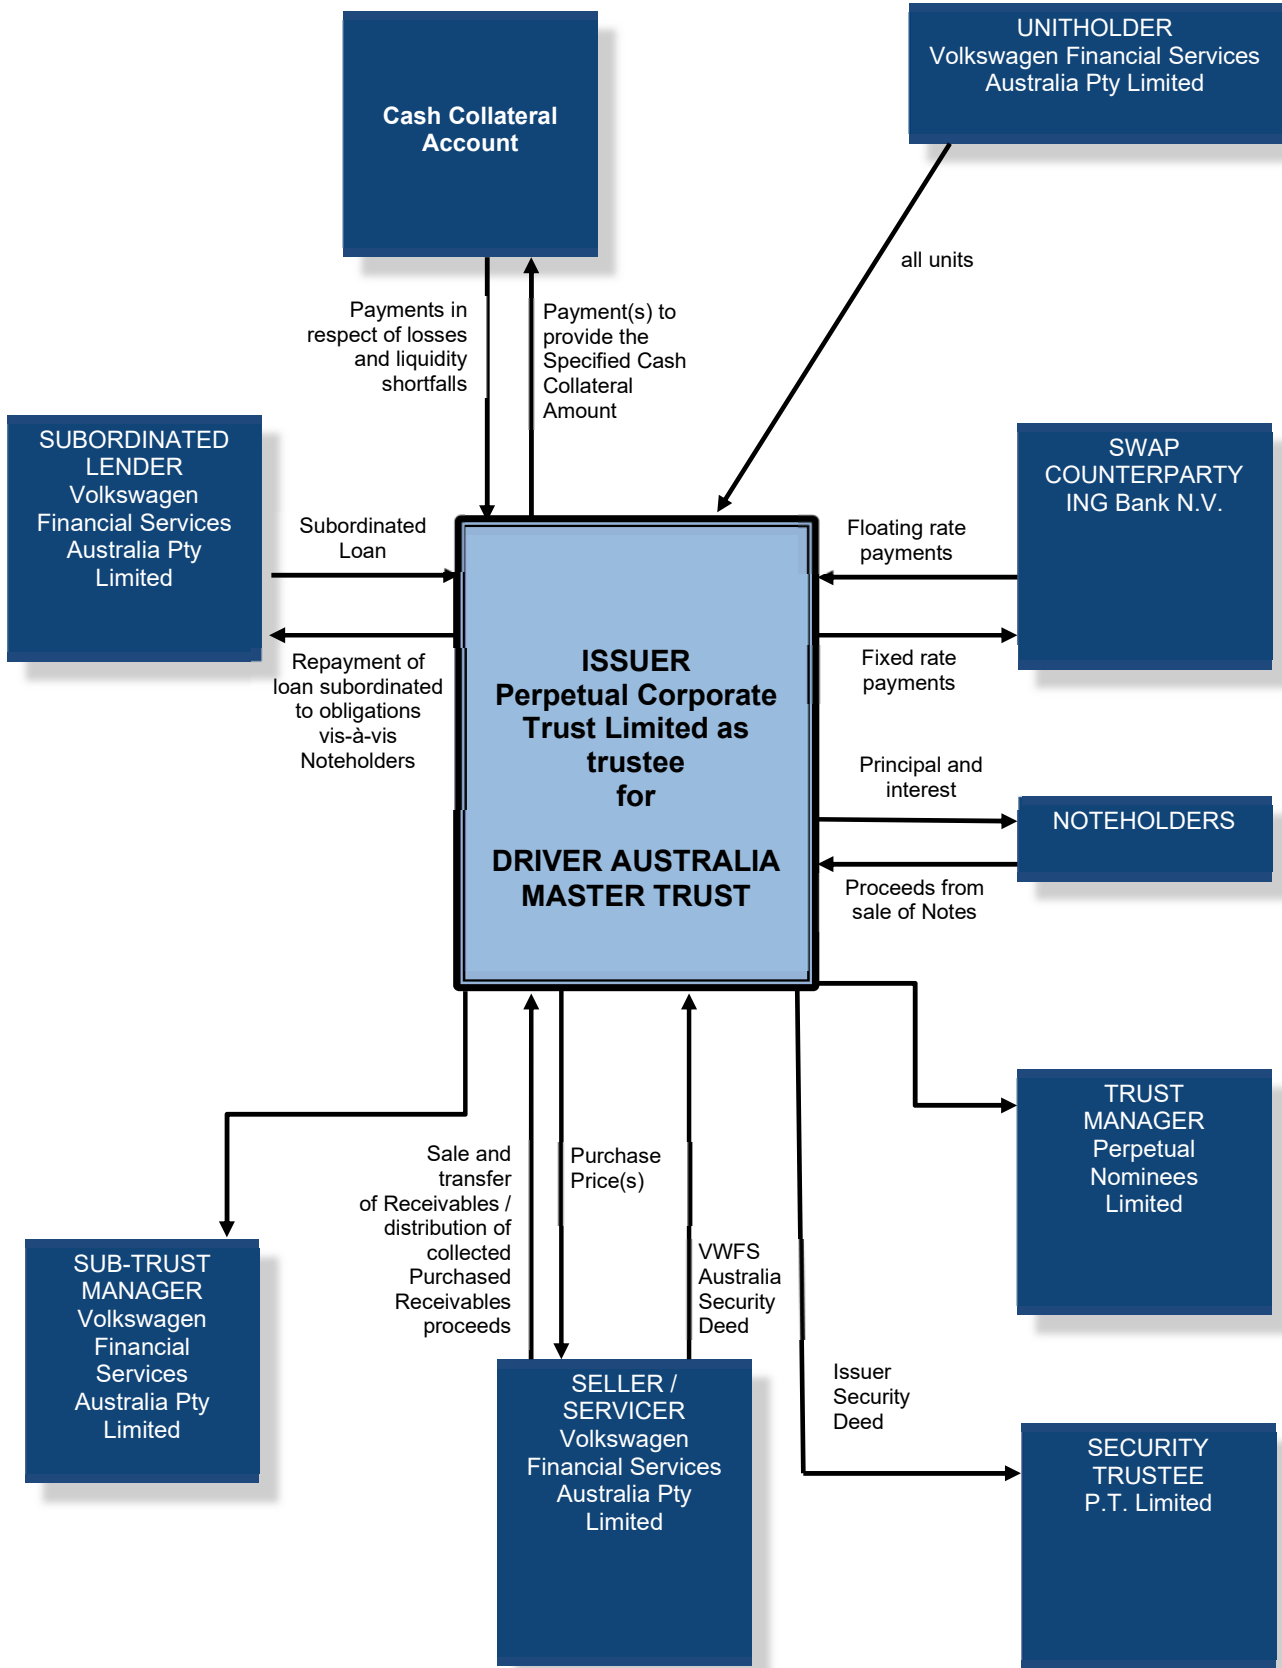 Cash Collateral
Account
UNITHOLDER
Volkswagen Financial Services
Australia Pty Limited
all units
Payments in
respect of losses
and liquidity
shortfalls
Payment(s) to
provide the
Specified Cash
Collateral
Amount
SUBORDINATED
LENDER
Volkswagen
Financial Services
Australia Pty
Limited
Subordinated
Loan
Repayment of
loan subordinated
to obligations
vis-à-vis
Noteholders
ISSUER
Perpetual Corporate
Trust Limited as
trustee
for
DRIVER AUSTRALIA
MASTER TRUST
Floating rate
payments
Fixed rate
payments
SWAP
COUNTERPARTY
ING Bank N.V.
Principal and
interest
Proceeds from
sale of Notes
NOTEHOLDERS
TRUST
MANAGER
Perpetual
Nominees
Limited
SUB-TRUST
MANAGER
Volkswagen
Financial
Services
Australia Pty
Limited
Sale and
transfer
of Receivables /
distribution of
collected
Purchased
Receivables
proceeds
Purchase
Price(s)
VWFS
Australia
Security
Deed
SELLER /
SERVICER
Volkswagen
Financial Services
Australia Pty
Limited
Issuer
Security
Deed
SECURITY
TRUSTEE
P.T. Limited